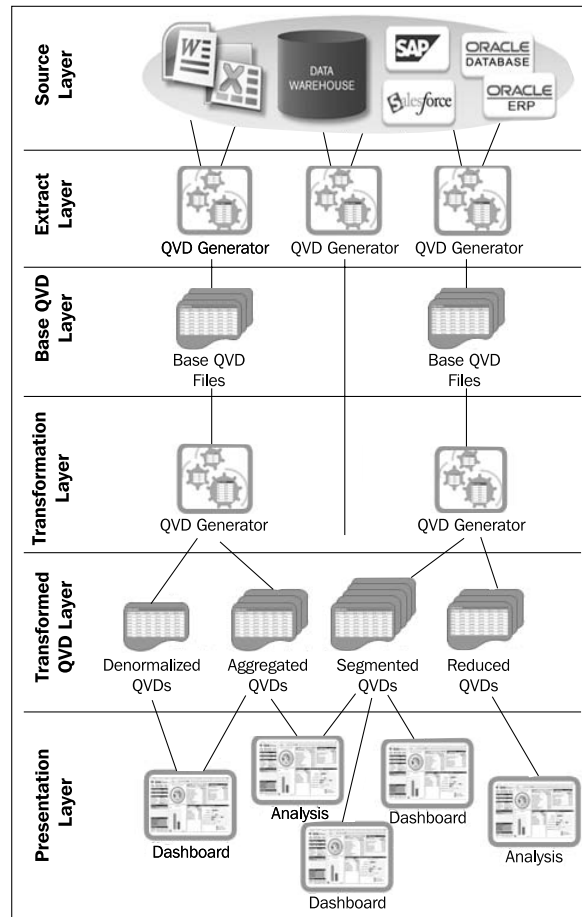 Source
Layer
W
X
DATA
WAREHOUSE
SAP
ORACLE
DATABASE
salesforce
ORACLE
ERP
Extract
Layer
QVD Generator
QVD Generator
QVD Generator
Base QVD
Layer
Base QVD
Files
Base QVD
Files
Transformation
Layer
QVD Generator
QVD Generator
Transformed
QVD Layer
Denormalized
QVDs
Aggregated
QVDs
Segmented
QVDs
Reduced
QVDs
Presentation
Layer
Dashboard
Analysis
Dashboard
Dashboard
Analysis